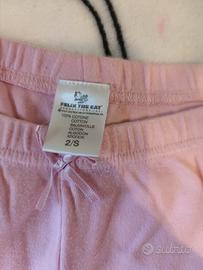 FELIX THE CAT
100% COTONE
COTTON
BAUMWOLLE
COTON
ALGODON
2/S
subito